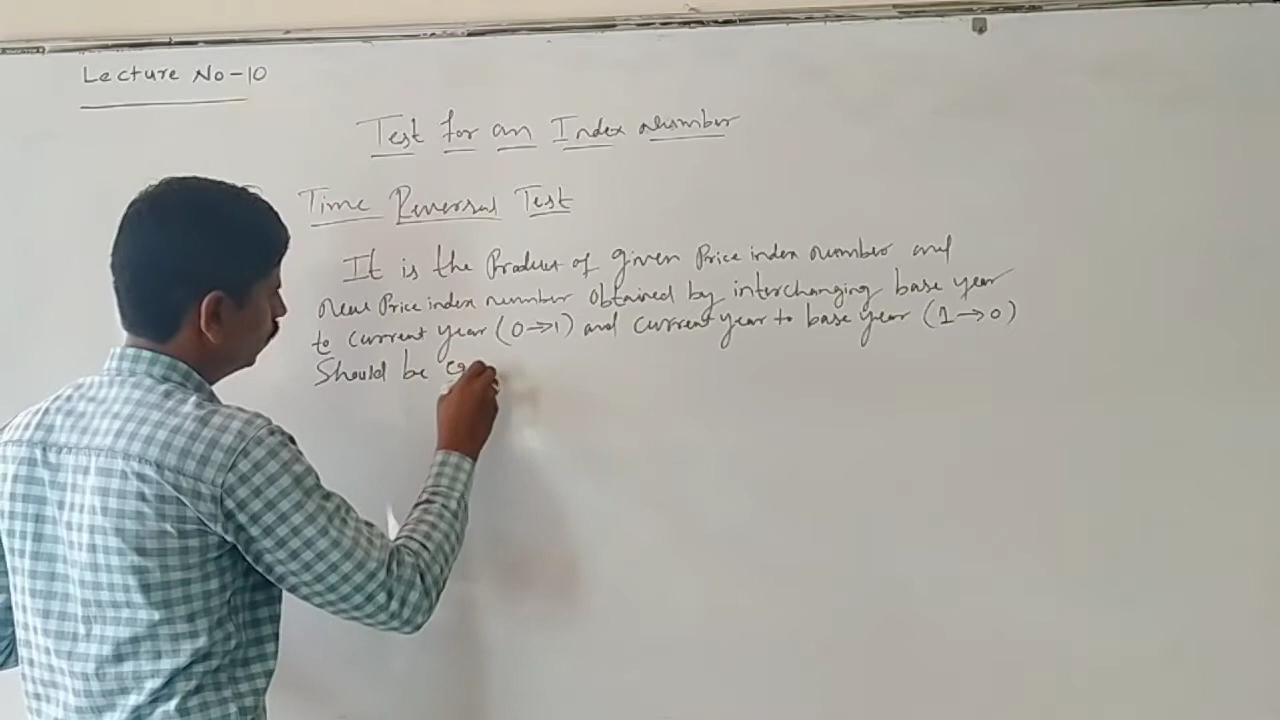 Lecture No-10
Test for an Index Number
Time Reversal Test
It is the Product of given Price index number and
new Price index number obtained by interchanging base year
to current year (0→1) and current year to base year (1→0)
Should be